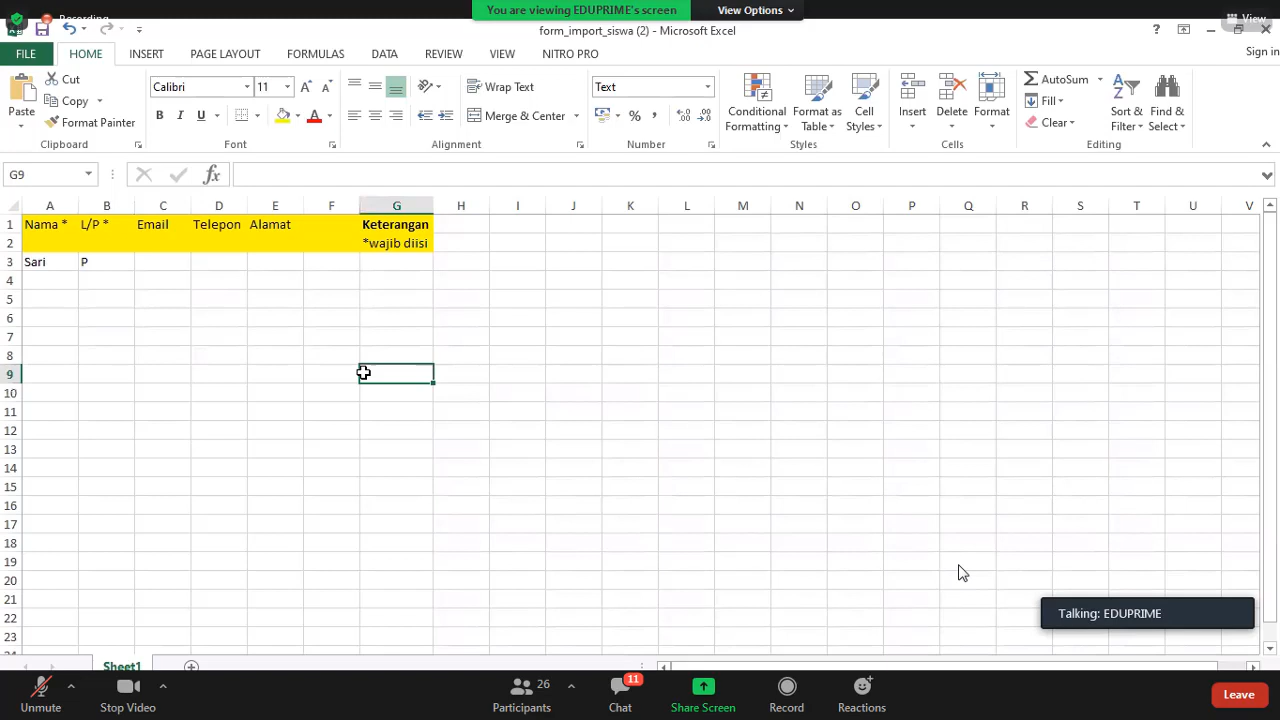 Recording
You are viewing EDUPRIME's screen
View Options
View
form_import_siswa (2) - Microsoft Excel
Sign in
FILE HOME INSERT PAGE LAYOUT FORMULAS DATA REVIEW VIEW NITRO PRO
Paste
Cut
Copy
Format Painter
Clipboard
Calibri 11
B I U
Font
Wrap Text
Merge & Center
Alignment
Text
%
Number
Conditional Formatting
Format as Table
Cell Styles
Styles
Insert
Delete
Format
Cells
AutoSum
Fill
Clear
Sort & Filter
Find & Select
Editing
G9
fx
A B C D E F G H I J K L M N O P Q R S T U V
1 Nama * L/P * Email Telepon Alamat Keterangan
2 *wajib diisi
3 Sari P
4
5
6
7
8
9
10
11
12
13
14
15
16
17
18
19
20
21
22
23
Talking: EDUPRIME
Sheet1
Unmute
Stop Video
26
Participants
11
Chat
Share Screen
Record
Reactions
Leave